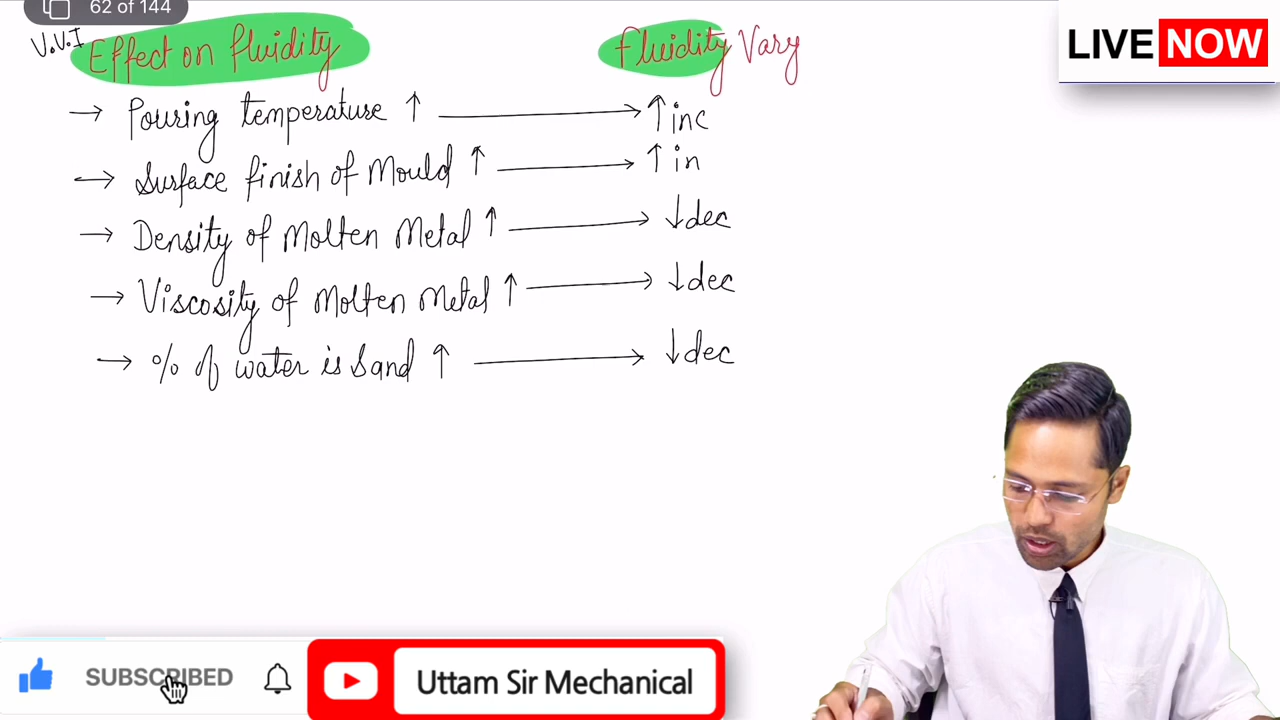 62 of 144
V.V.I Effect on fluidity Fluidity Vary
→ Pouring temperature ↑ → ↑ inc
→ Surface finish of Mould ↑ → ↑ in
→ Density of Molten Metal ↑ → ↓ dec
→ Viscosity of Molten Metal ↑ → ↓ dec
→ % of water is Sand ↑ → ↓ dec
LIVE NOW
SUBSCRIBED
Uttam Sir Mechanical